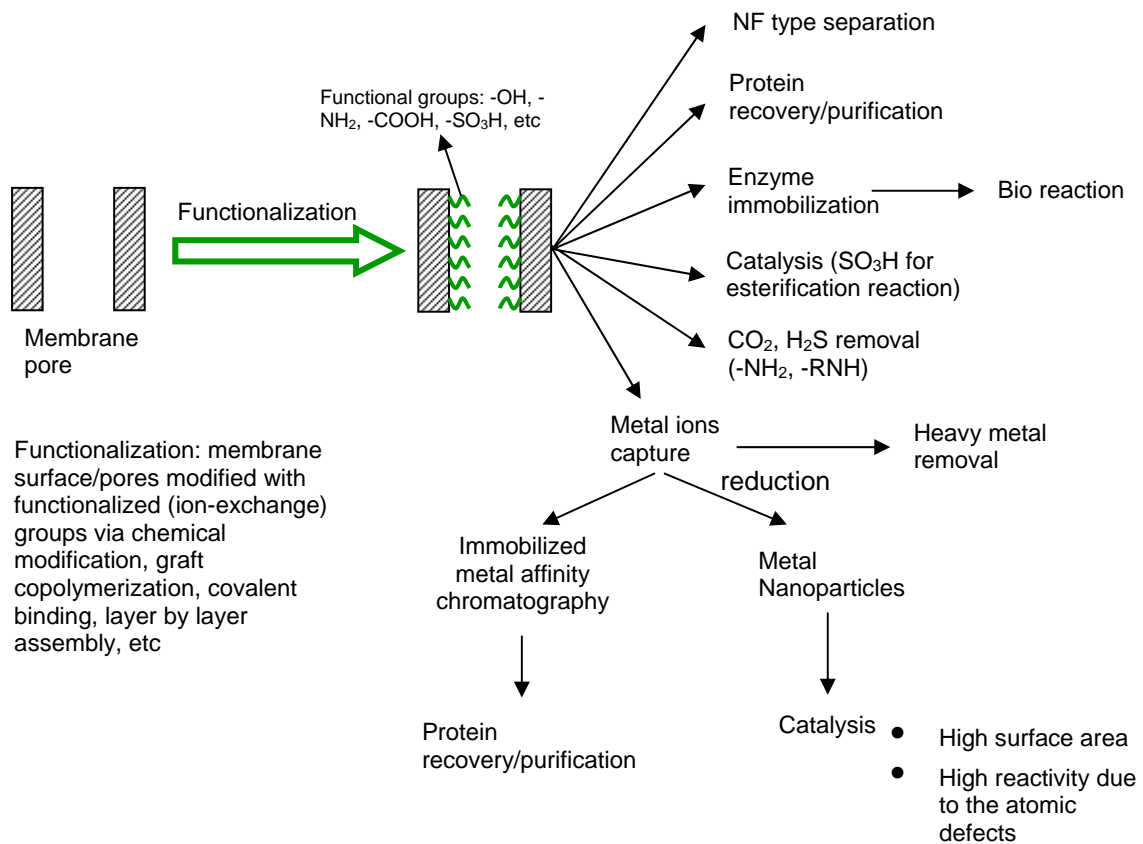 NF type separation
Functional groups: -OH, -
NH₂, -COOH, -SO₃H, etc
Protein
recovery/purification
Functionalization
Enzyme
immobilization
Bio reaction
Catalysis (SO₃H for
esterification reaction)
Membrane
pore
CO₂, H₂S removal
(-NH₂, -RNH)
Metal ions
capture
Heavy metal
removal
reduction
Functionalization: membrane
surface/pores modified with
functionalized (ion-exchange)
groups via chemical
modification, graft
copolymerization, covalent
binding, layer by layer
assembly, etc
Immobilized
metal affinity
chromatography
Metal
Nanoparticles
Protein
recovery/purification
Catalysis
● High surface area
● High reactivity due
to the atomic
defects